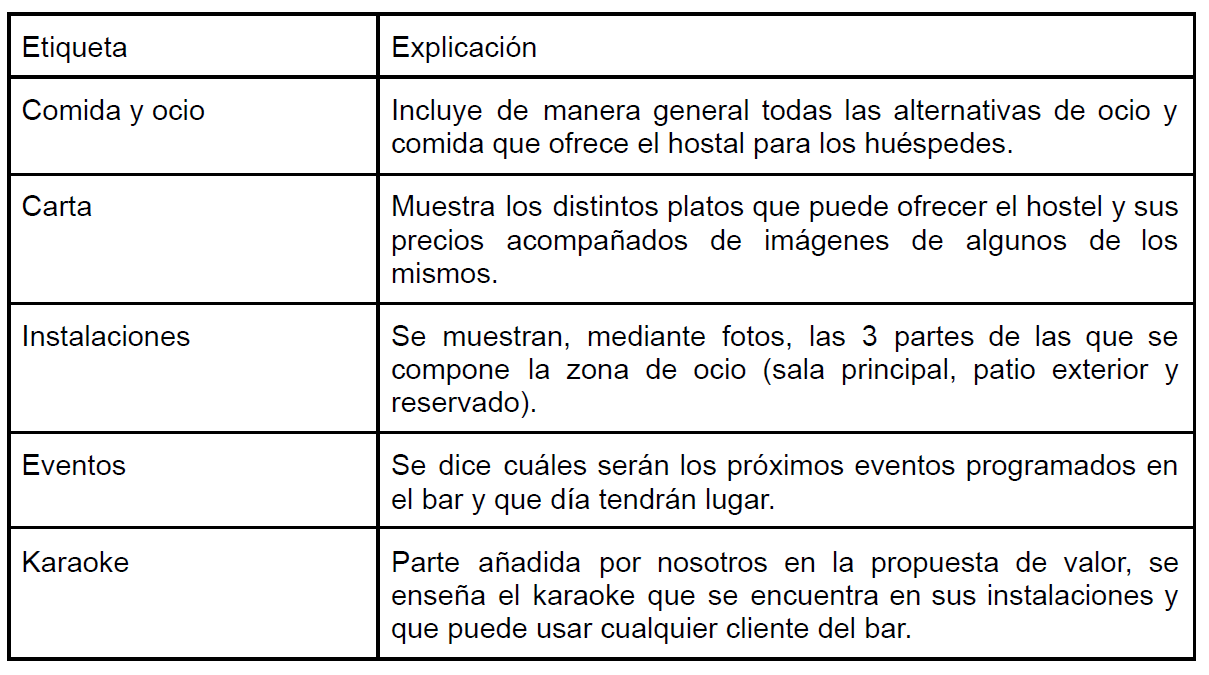 Etiqueta
Explicación
Comida y ocio
Incluye de manera general todas las alternativas de ocio y
comida que ofrece el hostal para los huéspedes.
Carta
Muestra los distintos platos que puede ofrecer el hostel y sus
precios acompañados de imágenes de algunos de los
mismos.
Instalaciones
Se muestran, mediante fotos, las 3 partes de las que se
compone la zona de ocio (sala principal, patio exterior y
reservado).
Eventos
Se dice cuáles serán los próximos eventos programados en
el bar y que día tendrán lugar.
Karaoke
Parte añadida por nosotros en la propuesta de valor, se
enseña el karaoke que se encuentra en sus instalaciones y
que puede usar cualquier cliente del bar.